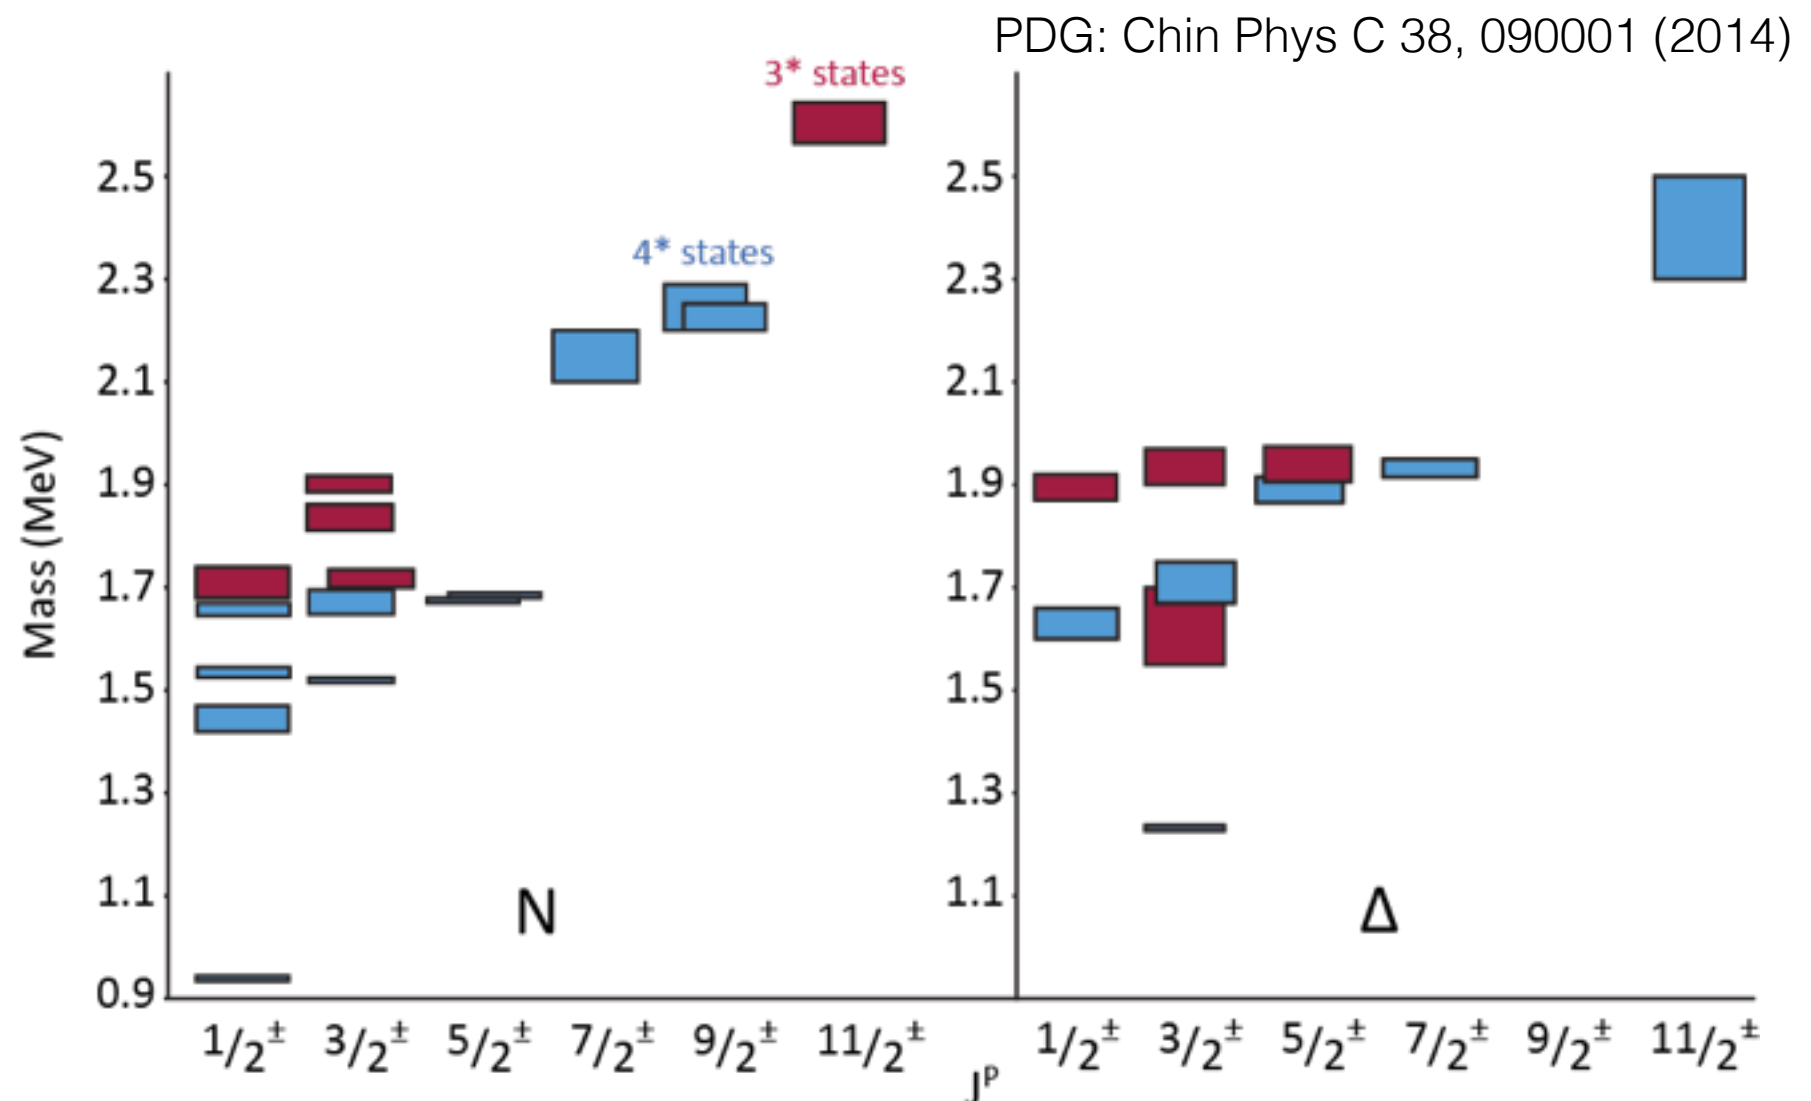 PDG: Chin Phys C 38, 090001 (2014)
3* states
4* states
Mass (MeV)
2.5
2.3
2.1
1.9
1.7
1.5
1.3
1.1
0.9
N
1/2± 3/2± 5/2± 7/2± 9/2± 11/2±
2.5
2.3
2.1
1.9
1.7
1.5
1.3
1.1
Δ
1/2± 3/2± 5/2± 7/2± 9/2± 11/2±
Jᴾ